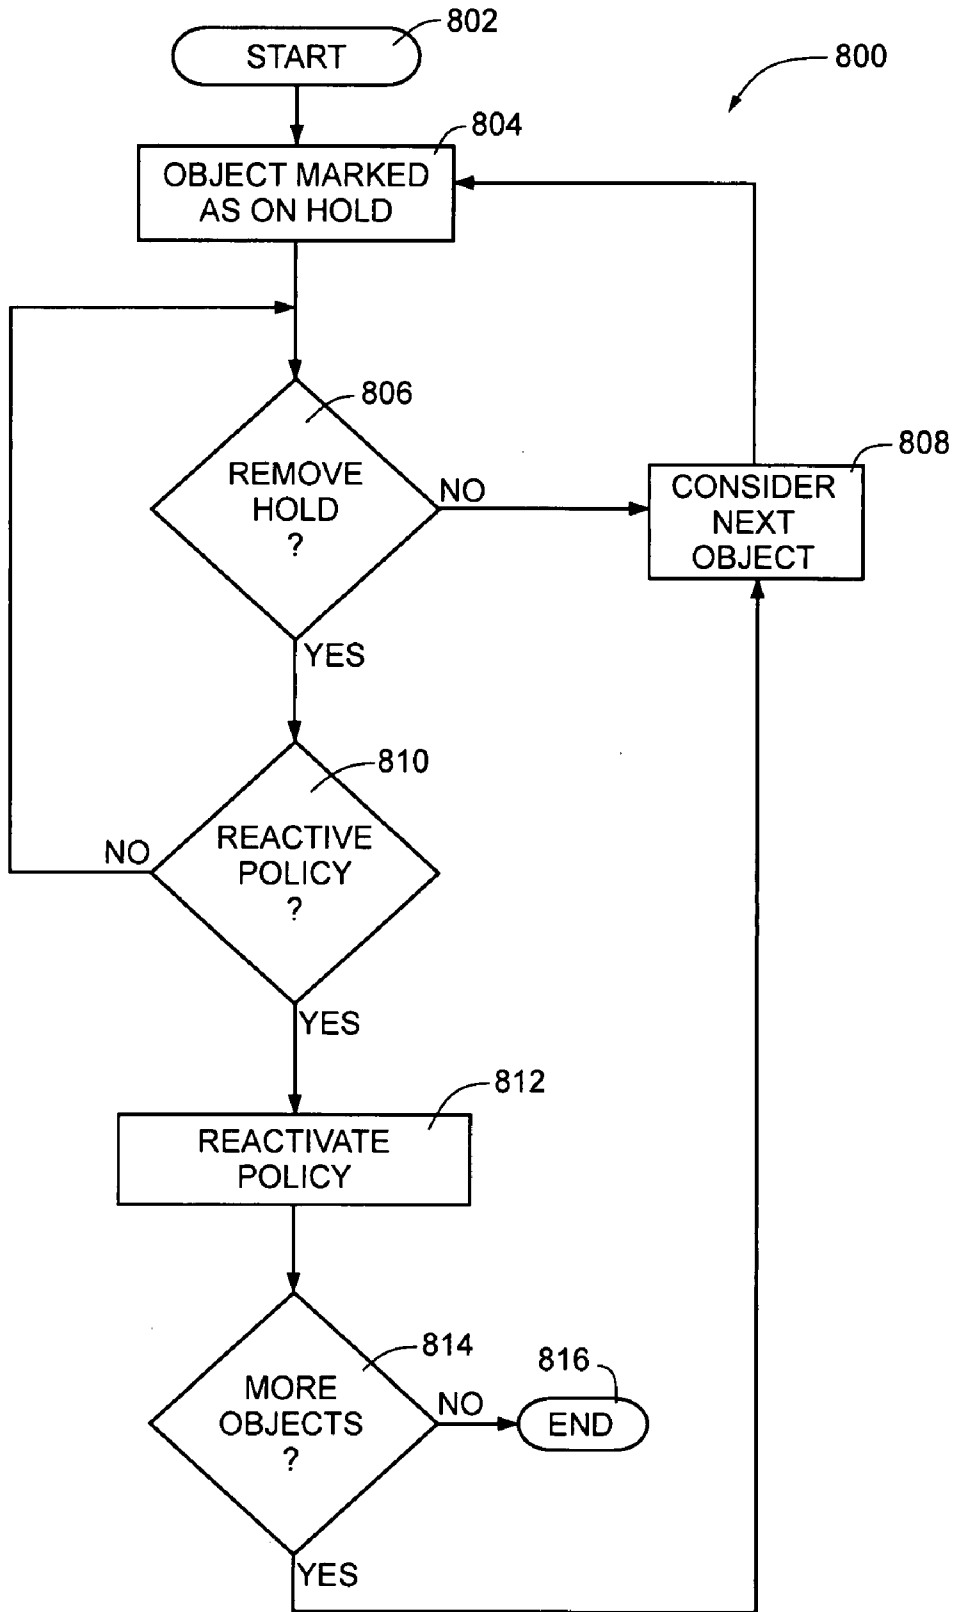 802
START
800
804
OBJECT MARKED
AS ON HOLD
806
REMOVE
HOLD
?
NO
808
CONSIDER
NEXT
OBJECT
YES
810
REACTIVE
POLICY
?
NO
YES
812
REACTIVATE
POLICY
814
MORE
OBJECTS
?
NO
816
END
YES